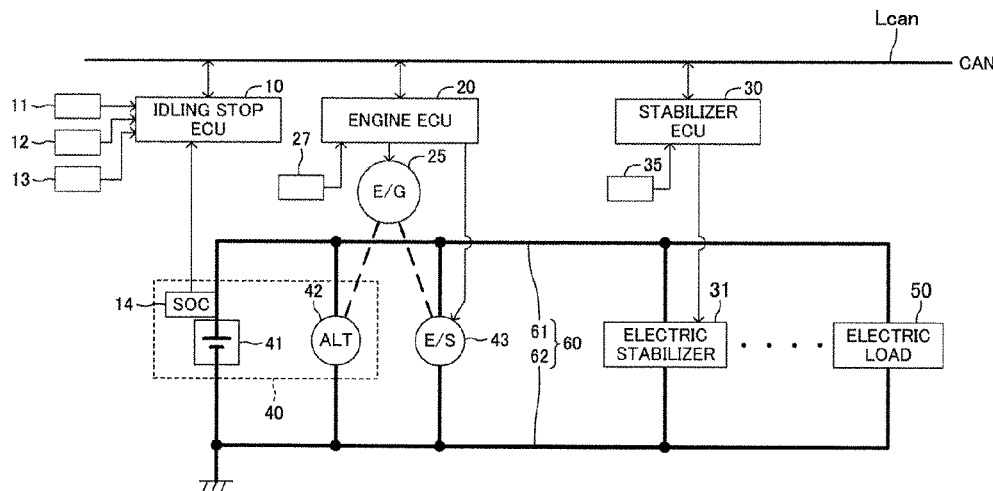 Lcan
CAN
10
20
30
11
IDLING STOP
ECU
ENGINE ECU
STABILIZER
ECU
12
13
27
25
35
E/G
14
SOC
42
31
50
41
ALT
E/S
43
61
62
60
ELECTRIC
STABILIZER
ELECTRIC
LOAD
40